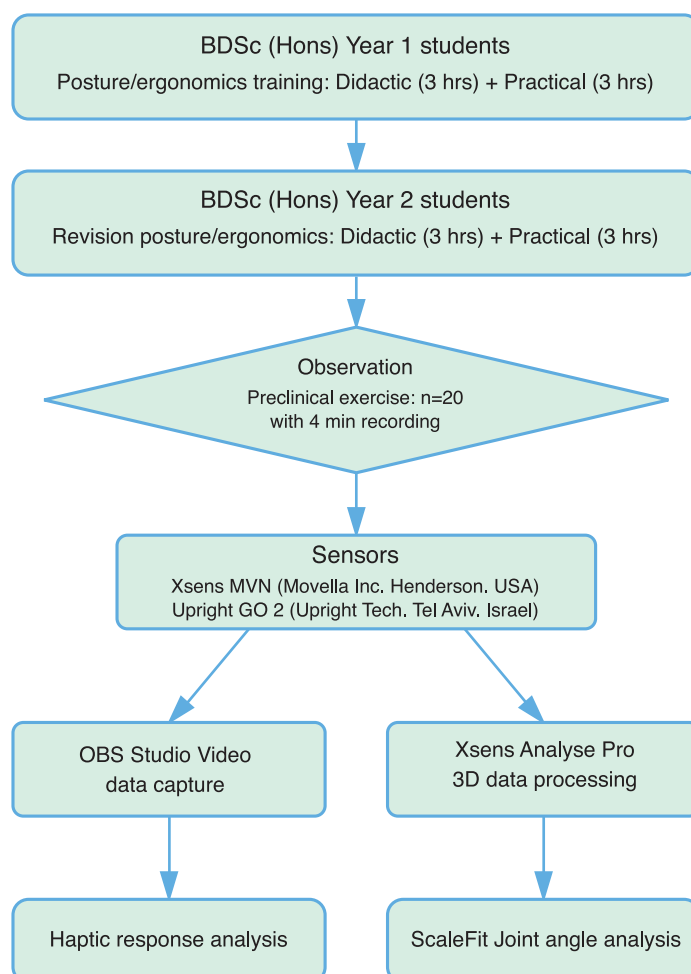 BDSc (Hons) Year 1 students
Posture/ergonomics training: Didactic (3 hrs) + Practical (3 hrs)
BDSc (Hons) Year 2 students
Revision posture/ergonomics: Didactic (3 hrs) + Practical (3 hrs)
Observation
Preclinical exercise: n=20
with 4 min recording
Sensors
Xsens MVN (Movella Inc. Henderson. USA)
Upright GO 2 (Upright Tech. Tel Aviv. Israel)
OBS Studio Video
data capture
Xsens Analyse Pro
3D data processing
Haptic response analysis
ScaleFit Joint angle analysis